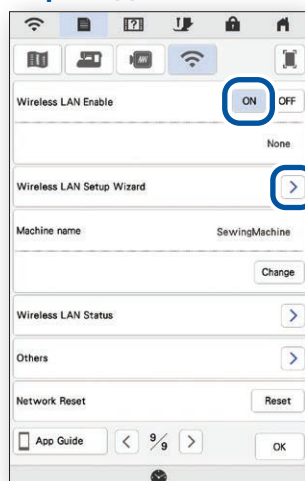 Wireless LAN Enable ON OFF
None
Wireless LAN Setup Wizard
Machine name SewingMachine
Change
Wireless LAN Status
Others
Network Reset Reset
App Guide 9/9 OK